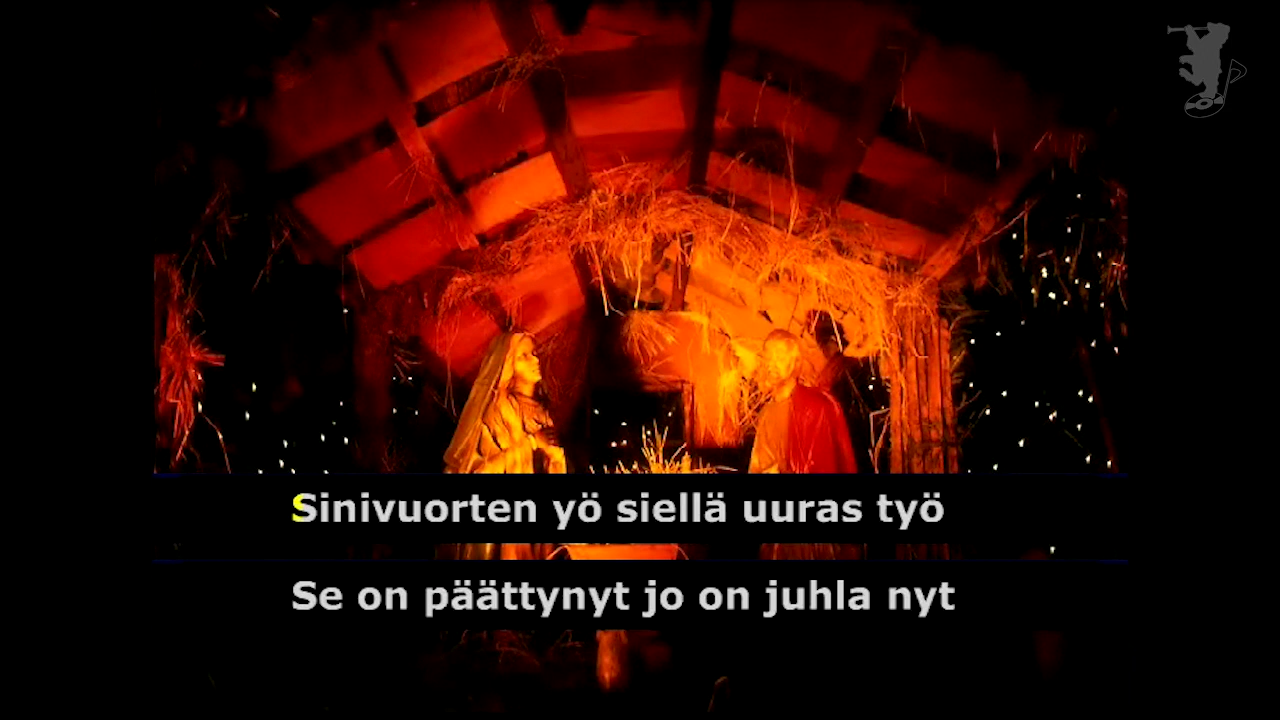 Sinivuorten yö siellä uuras työ
Se on päättynyt jo on juhla nyt